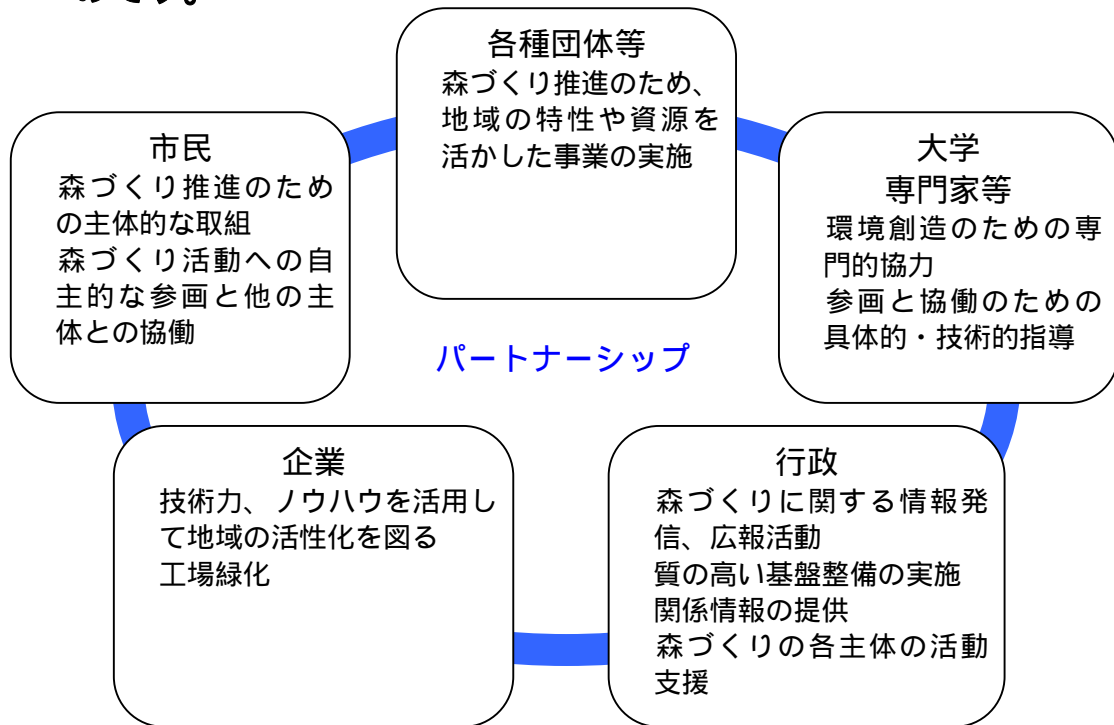 めです。
各種団体等
森づくり推進のため、
地域の特性や資源を
活かした事業の実施
市民
森づくり推進のため
の主体的な取組
森づくり活動への自
主的な参画と他の主
体との協働
大学
専門家等
環境創造のための専
門的協力
参画と協働のための
具体的・技術的指導
パートナーシップ
企業
技術力、ノウハウを活用し
て地域の活性化を図る
工場緑化
行政
森づくりに関する情報発
信、広報活動
質の高い基盤整備の実施
関係情報の提供
森づくりの各主体の活動
支援